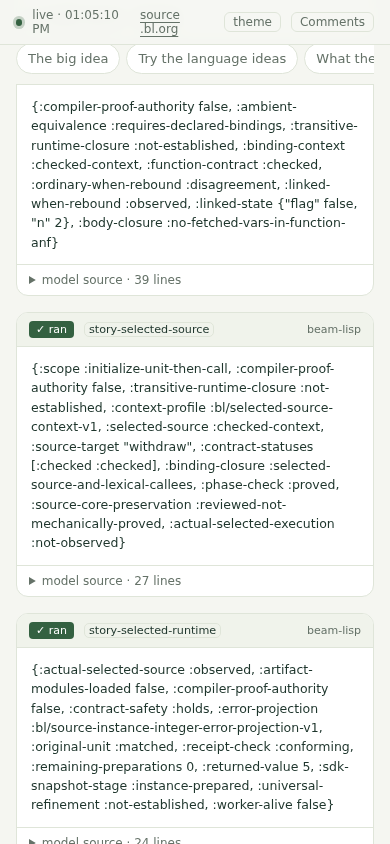 live · 01:05:10 PM
source.bl.org
theme
Comments
The big idea
Try the language ideas
What the
{:compiler-proof-authority false, :ambient-
equivalence :requires-declared-bindings, :transitive-
runtime-closure :not-established, :binding-context
:checked-context, :function-contract :checked,
:ordinary-when-rebound :disagreement, :linked-
when-rebound :observed, :linked-state {"flag" false,
"n" 2}, :body-closure :no-fetched-vars-in-function-
anf}
▶ model source · 39 lines
✓ ran
story-selected-source
beam-lisp
{:scope :initialize-unit-then-call, :compiler-proof-
authority false, :transitive-runtime-closure :not-
established, :context-profile :bl/selected-source-
context-v1, :selected-source :checked-context,
:source-target "withdraw", :contract-statuses
[:checked :checked], :binding-closure :selected-
source-and-lexical-callees, :phase-check :proved,
:source-core-preservation :reviewed-not-
mechanically-proved, :actual-selected-execution
:not-observed}
▶ model source · 27 lines
✓ ran
story-selected-runtime
beam-lisp
{:actual-selected-source :observed, :artifact-
modules-loaded false, :compiler-proof-authority
false, :contract-safety :holds, :error-projection
:bl/source-instance-integer-error-projection-v1,
:original-unit :matched, :receipt-check :conforming,
:remaining-preparations 0, :returned-value 5, :sdk-
snapshot-stage :instance-prepared, :universal-
refinement :not-established, :worker-alive false}
▶ model source · 24 lines